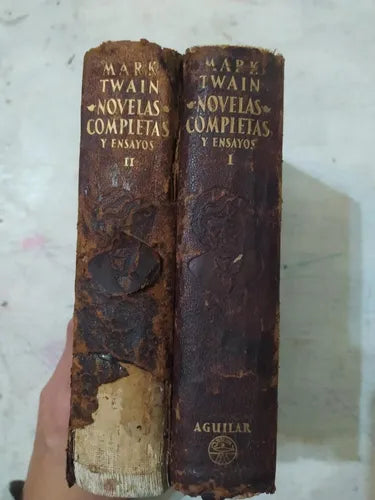 MARK
TWAIN
NOVELAS
COMPLETAS
Y ENSAYOS
II
MARK
TWAIN
NOVELAS
COMPLETAS
Y ENSAYOS
I
AGUILAR